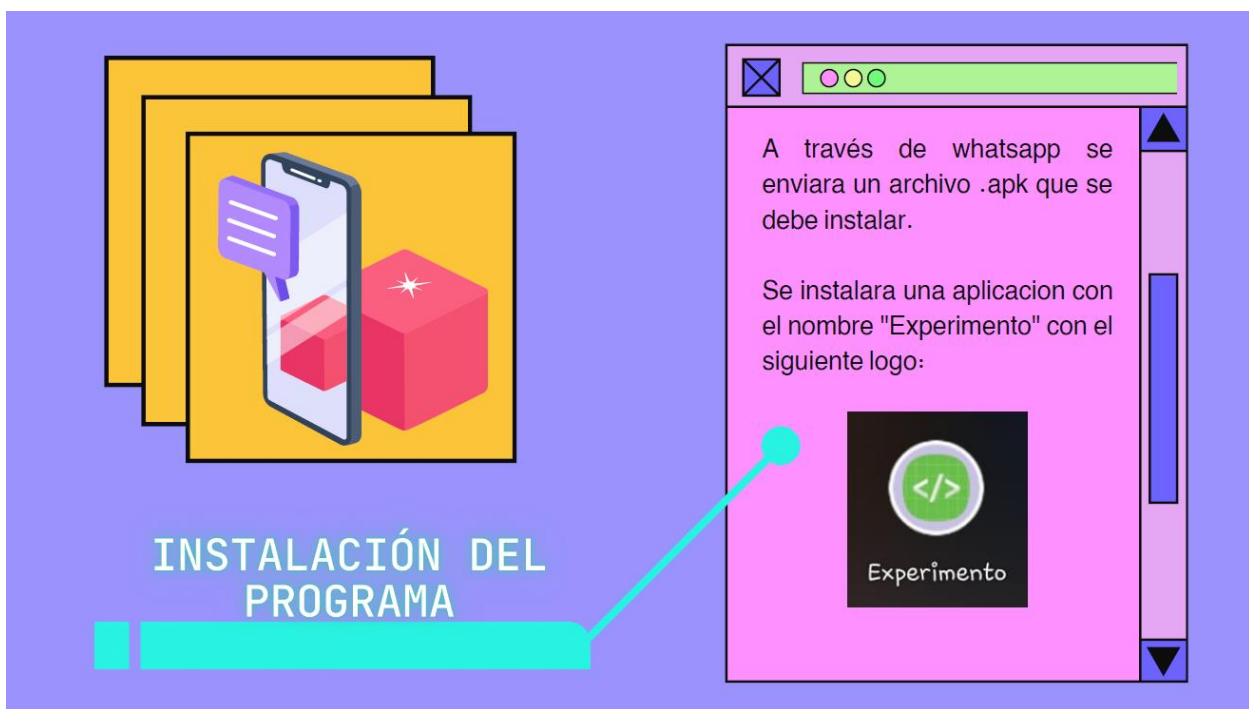 INSTALACIÓN DEL
PROGRAMA
A través de whatsapp se
enviara un archivo .apk que se
debe instalar.
Se instalara una aplicacion con
el nombre "Experimento" con el
siguiente logo:
</>
Experimento